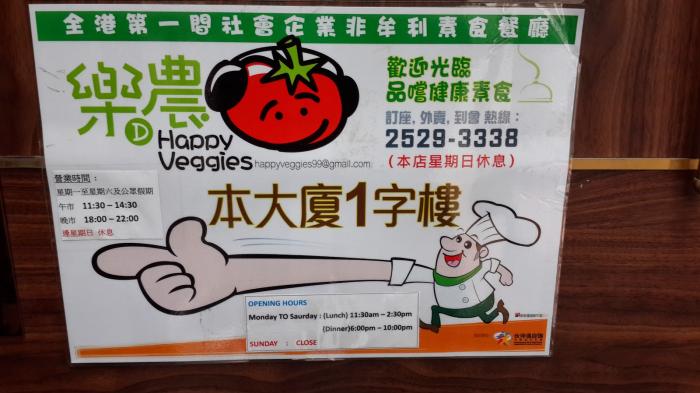 全港第一間社會企業非牟利素食餐廳
樂農
D
Happy
Veggies
happyveggies99@gmail.com
歡迎光臨
品嚐健康素食
訂座, 外賣, 到會 熱線：
2529-3338
(本店星期日休息)
營業時間：
星期一至星期六及公眾假期
午市 11:30 – 14:30
晚市 18:00 – 22:00
逢星期日 休息
本大廈1字樓
OPENING HOURS
Monday TO Saurday : (Lunch) 11:30am – 2:30pm
(Dinner)6:00pm – 10:00pm
SUNDAY : CLOSE